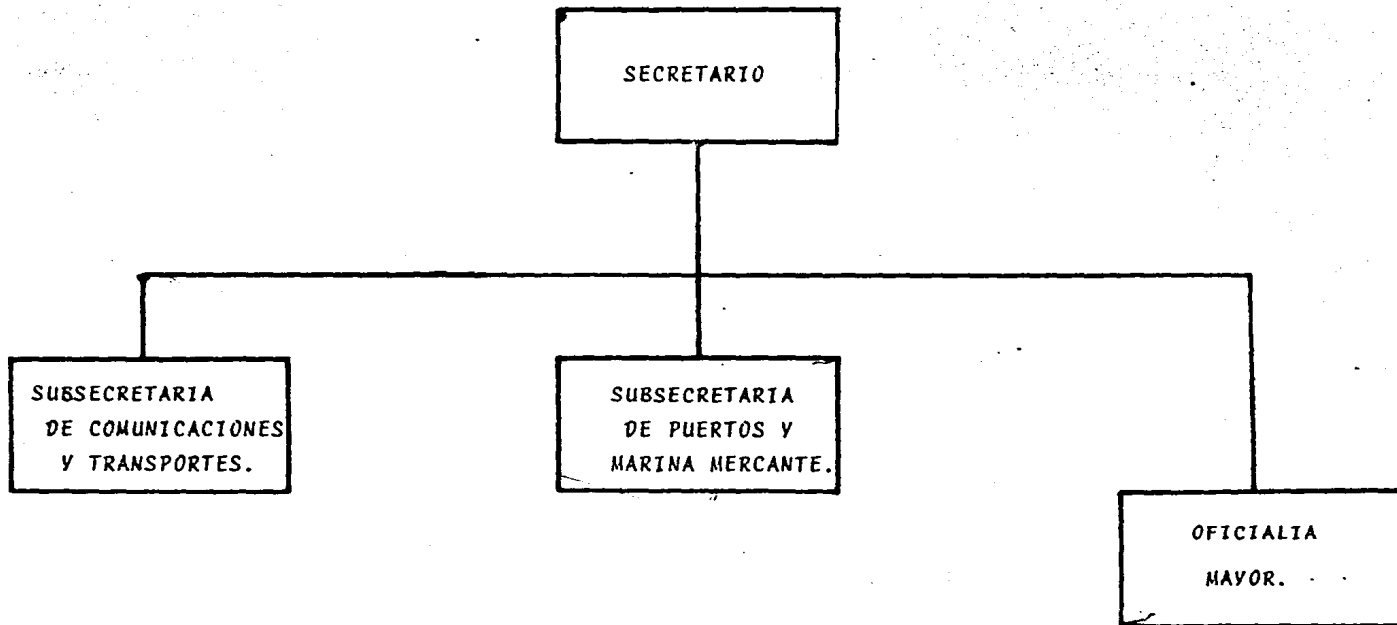 SECRETARIO
SUBSECRETARIA
DE COMUNICACIONES
Y TRANSPORTES.
SUBSECRETARIA
DE PUERTOS Y
MARINA MERCANTE.
OFICIALIA
MAYOR.